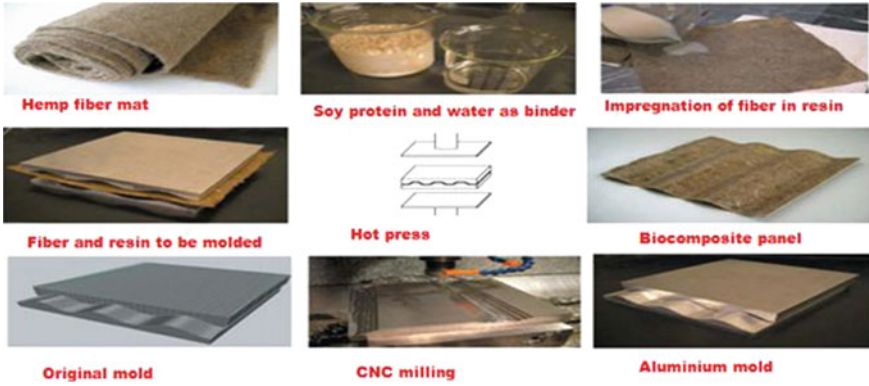 Hemp fiber mat
Soy protein and water as binder
Impregnation of fiber in resin
Fiber and resin to be molded
Hot press
Biocomposite panel
Original mold
CNC milling
Aluminium mold